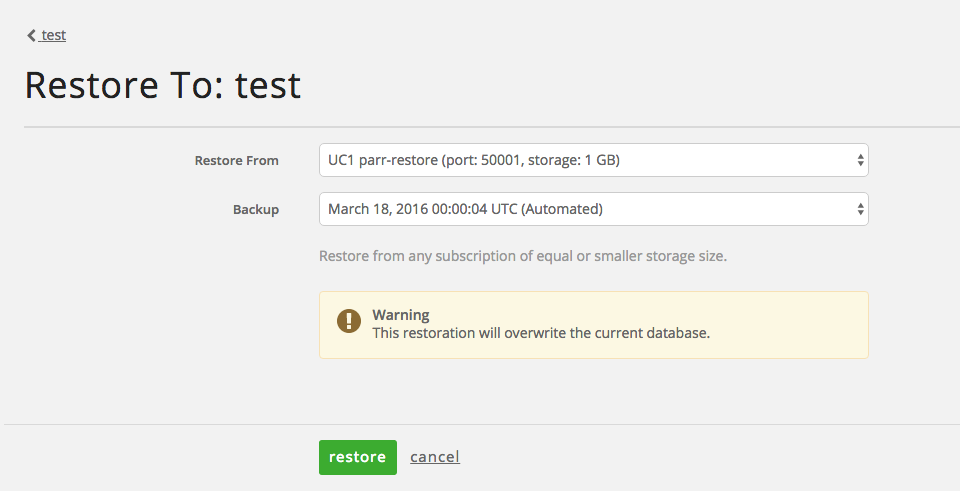 test
Restore To: test
Restore From
UC1 parr-restore (port: 50001, storage: 1 GB)
Backup
March 18, 2016 00:00:04 UTC (Automated)
Restore from any subscription of equal or smaller storage size.
Warning
This restoration will overwrite the current database.
restore cancel